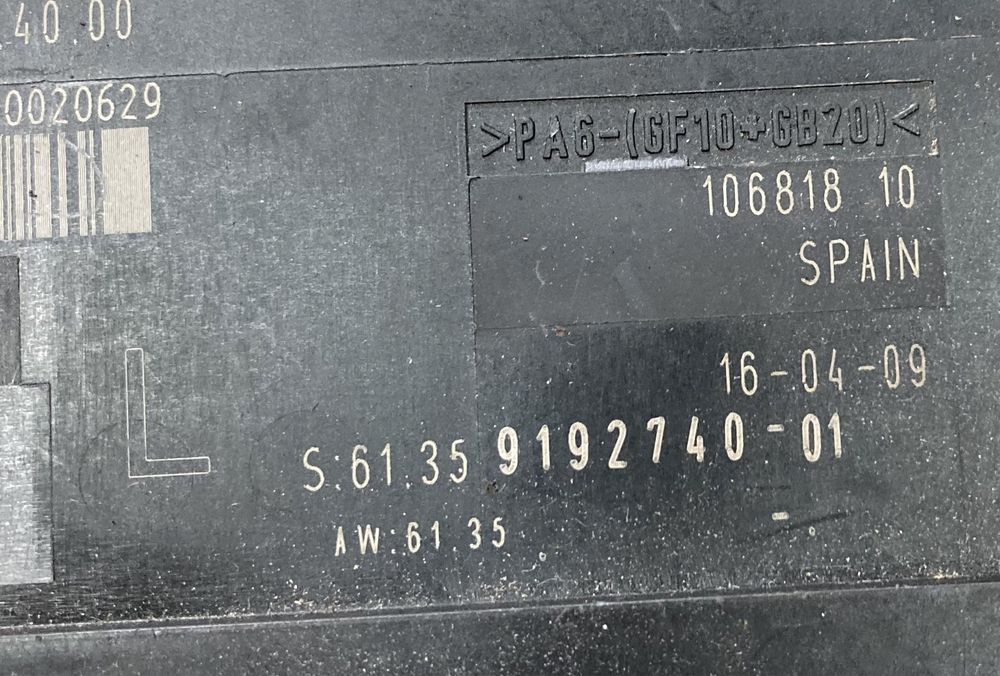 .40.00
0020629
>PA6-(GF10+GB20)<
106818 10
SPAIN
16-04-09
L
S:61.35 9192740-01
AW:61.35 -.